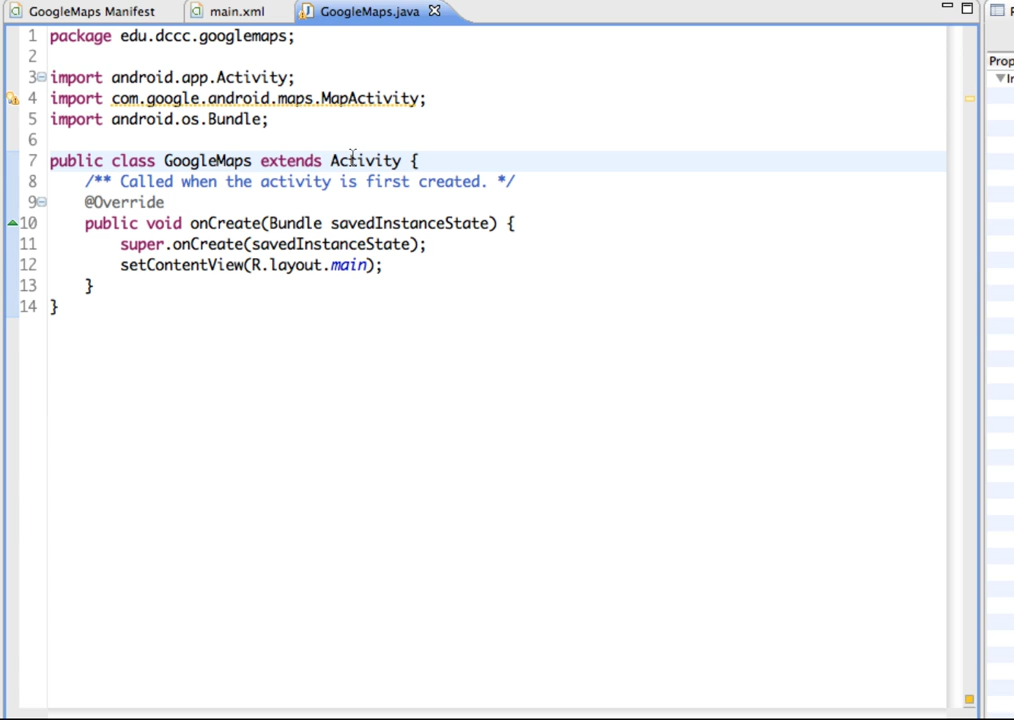 GoogleMaps Manifest main.xml GoogleMaps.java
1 package edu.dccc.googlemaps;
2
3 import android.app.Activity;
4 import com.google.android.maps.MapActivity;
5 import android.os.Bundle;
6
7 public class GoogleMaps extends Activity {
8 /** Called when the activity is first created. */
9 @Override
10 public void onCreate(Bundle savedInstanceState) {
11 super.onCreate(savedInstanceState);
12 setContentView(R.layout.main);
13 }
14 }
Prop